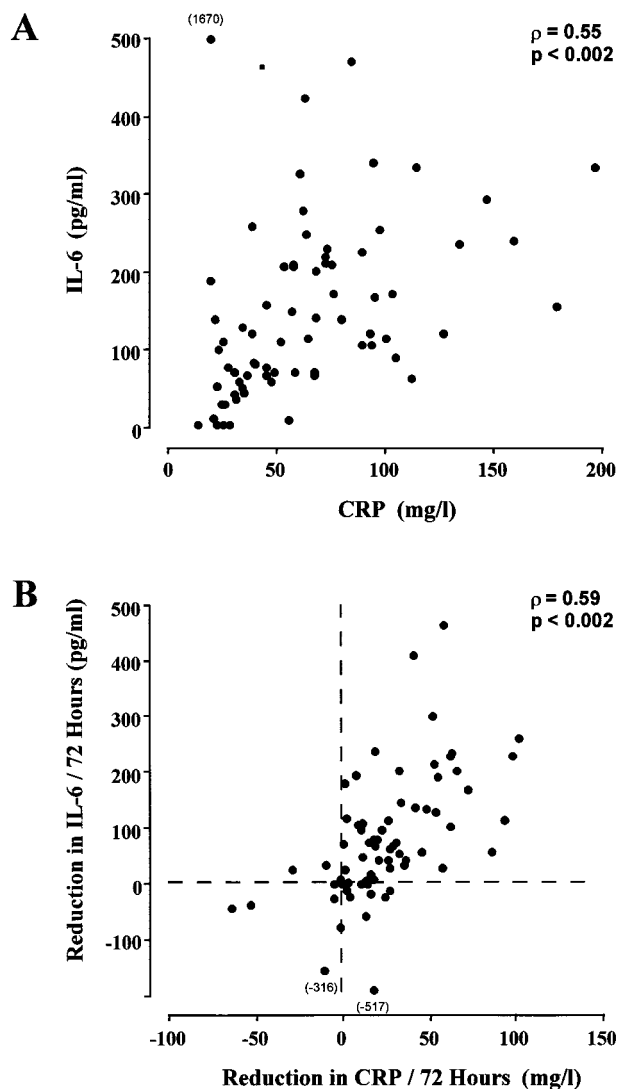 A
(1670)
ρ = 0.55
p < 0.002
500
400
300
200
100
0
IL-6 (pg/ml)
0 50 100 150 200
CRP (mg/l)
B
ρ = 0.59
p < 0.002
500
400
300
200
100
0
-100
Reduction in IL-6 / 72 Hours (pg/ml)
(-316)
(-517)
-100 -50 0 50 100 150
Reduction in CRP / 72 Hours (mg/l)